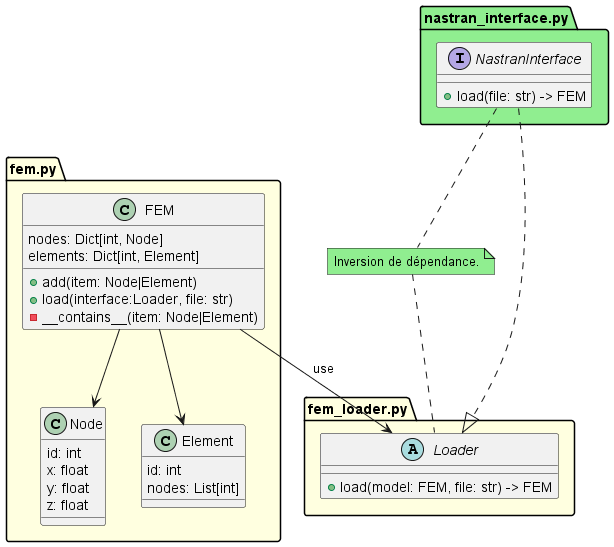 nastran_interface.py
I NastranInterface
load(file: str) -> FEM
fem.py
C FEM
nodes: Dict[int, Node]
elements: Dict[int, Element]
add(item: Node|Element)
load(interface:Loader, file: str)
__contains__(item: Node|Element)
Inversion de dépendance.
use
C Node
id: int
x: float
y: float
z: float
C Element
id: int
nodes: List[int]
fem_loader.py
A Loader
load(model: FEM, file: str) -> FEM